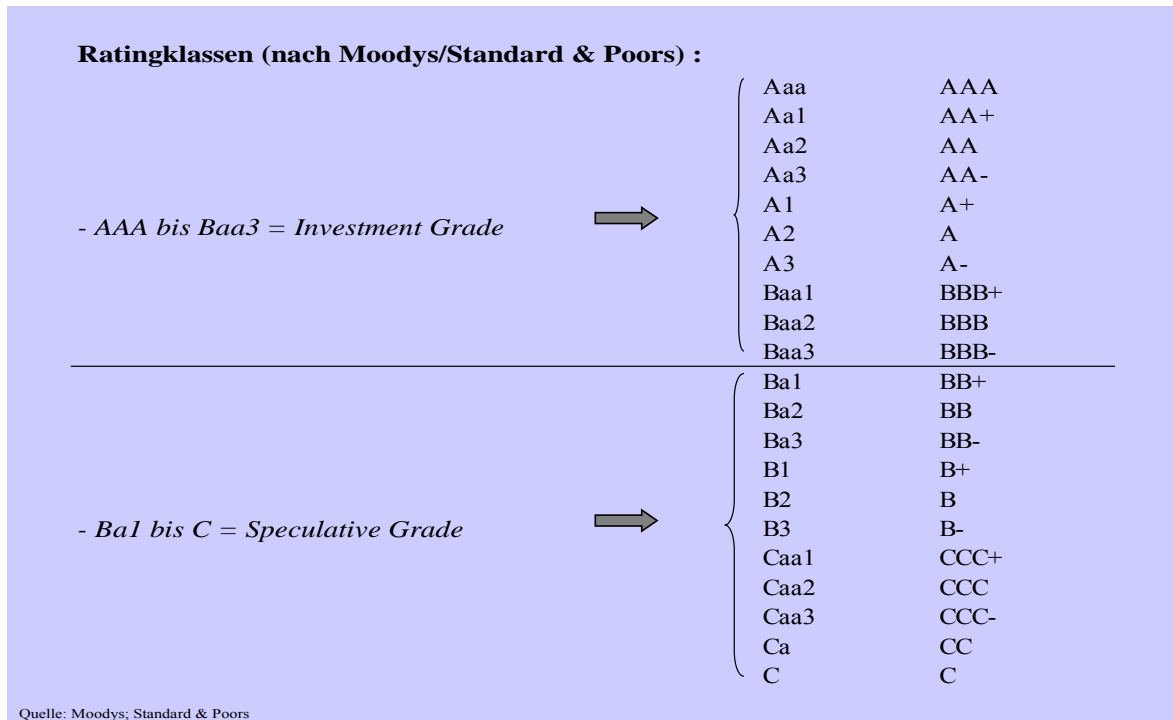 Ratingklassen (nach Moodys/Standard & Poors) :
Aaa AAA
Aa1 AA+
Aa2 AA
Aa3 AA-
A1 A+
- AAA bis Baa3 = Investment Grade
A2 A
A3 A-
Baa1 BBB+
Baa2 BBB
Baa3 BBB-
Ba1 BB+
Ba2 BB
Ba3 BB-
B1 B+
B2 B
- Ba1 bis C = Speculative Grade
B3 B-
Caa1 CCC+
Caa2 CCC
Caa3 CCC-
Ca CC
C C
Quelle: Moodys; Standard & Poors